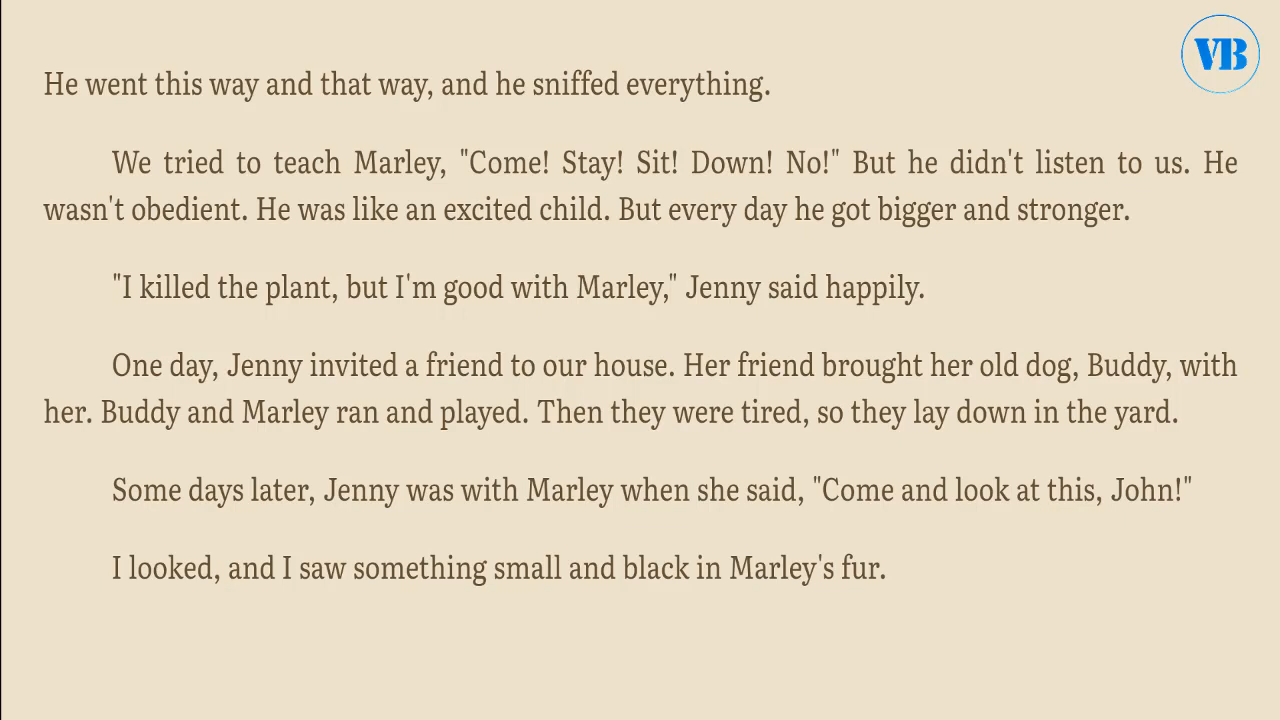 VB
He went this way and that way, and he sniffed everything.
We tried to teach Marley, "Come! Stay! Sit! Down! No!" But he didn't listen to us. He
wasn't obedient. He was like an excited child. But every day he got bigger and stronger.
"I killed the plant, but I'm good with Marley," Jenny said happily.
One day, Jenny invited a friend to our house. Her friend brought her old dog, Buddy, with
her. Buddy and Marley ran and played. Then they were tired, so they lay down in the yard.
Some days later, Jenny was with Marley when she said, "Come and look at this, John!"
I looked, and I saw something small and black in Marley's fur.